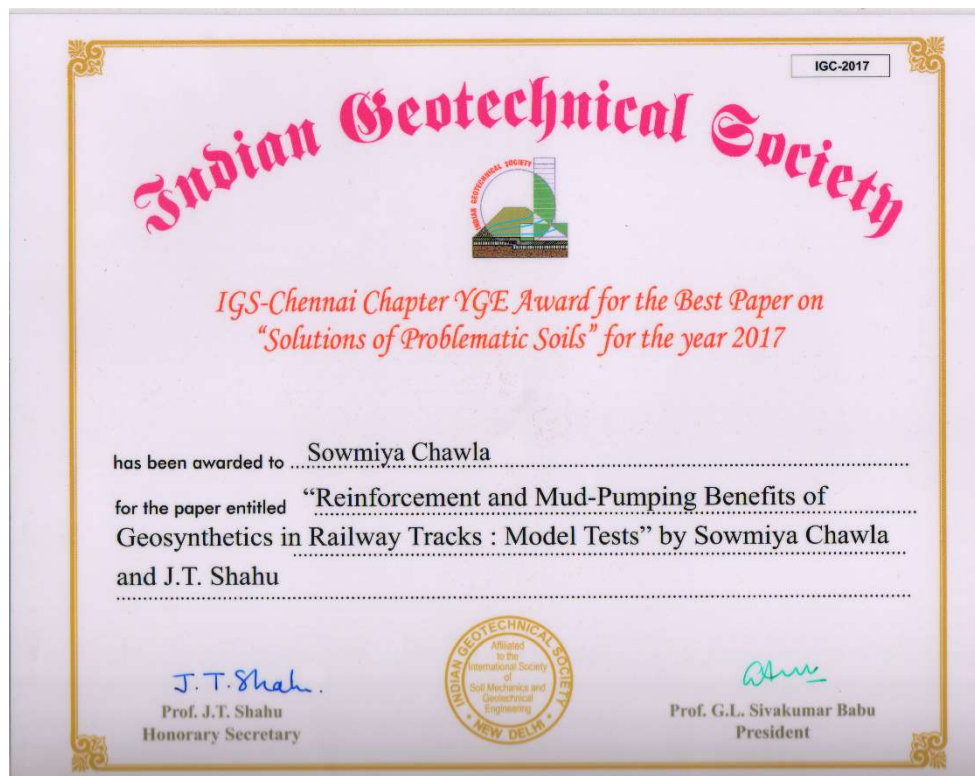 IGC-2017
Indian Geotechnical Society
INDIAN GEOTECHNICAL SOCIETY
IGS-Chennai Chapter YGE Award for the Best Paper on
“Solutions of Problematic Soils” for the year 2017
has been awarded to Sowmiya Chawla
for the paper entitled “Reinforcement and Mud-Pumping Benefits of
Geosynthetics in Railway Tracks : Model Tests” by Sowmiya Chawla
and J.T. Shahu
INDIAN GEOTECHNICAL SOCIETY
NEW DELHI
Affiliated
to the
International Society
of
Soil Mechanics and
Geotechnical
Engineering
J. T. Shahu.
Prof. J.T. Shahu
Honorary Secretary
Prof. G.L. Sivakumar Babu
President